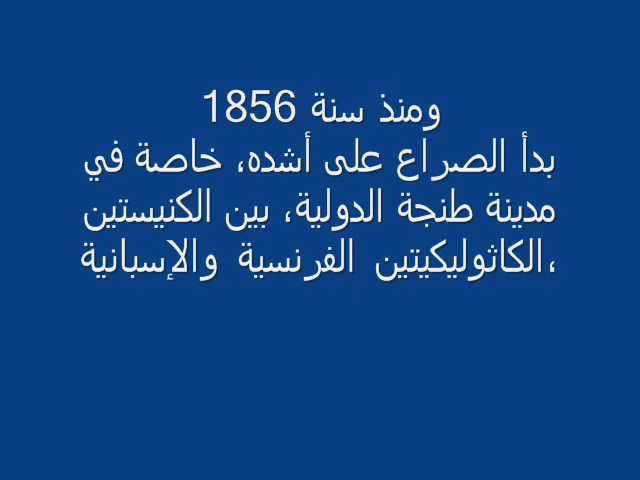 ومنذ سنة 1856
بدأ الصراع على أشده، خاصة في
مدينة طنجة الدولية، بين الكنيستين
،الكاثوليكيتين الفرنسية والإسبانية